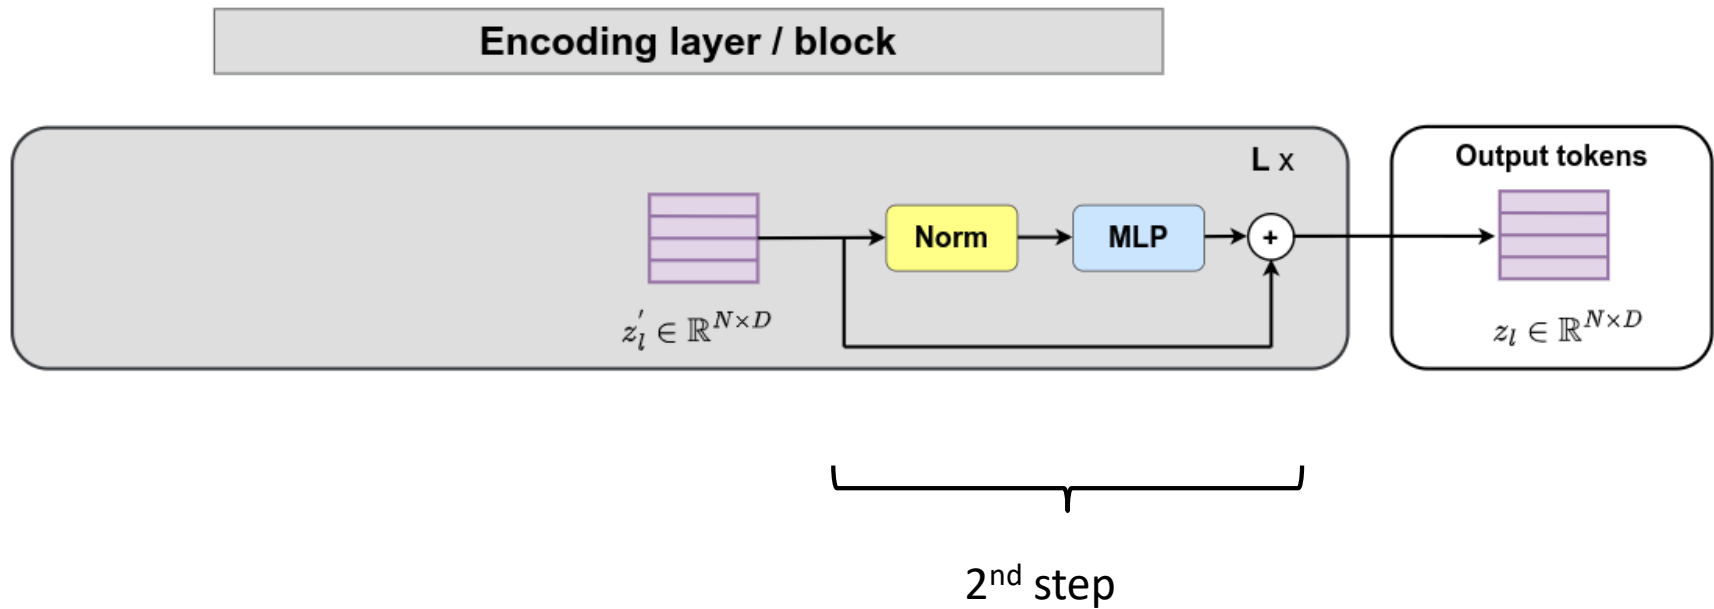 Encoding layer / block
L x
Output tokens
Norm
MLP
+
z'_l ∈ ℝ^{N×D}
z_l ∈ ℝ^{N×D}
2nd step